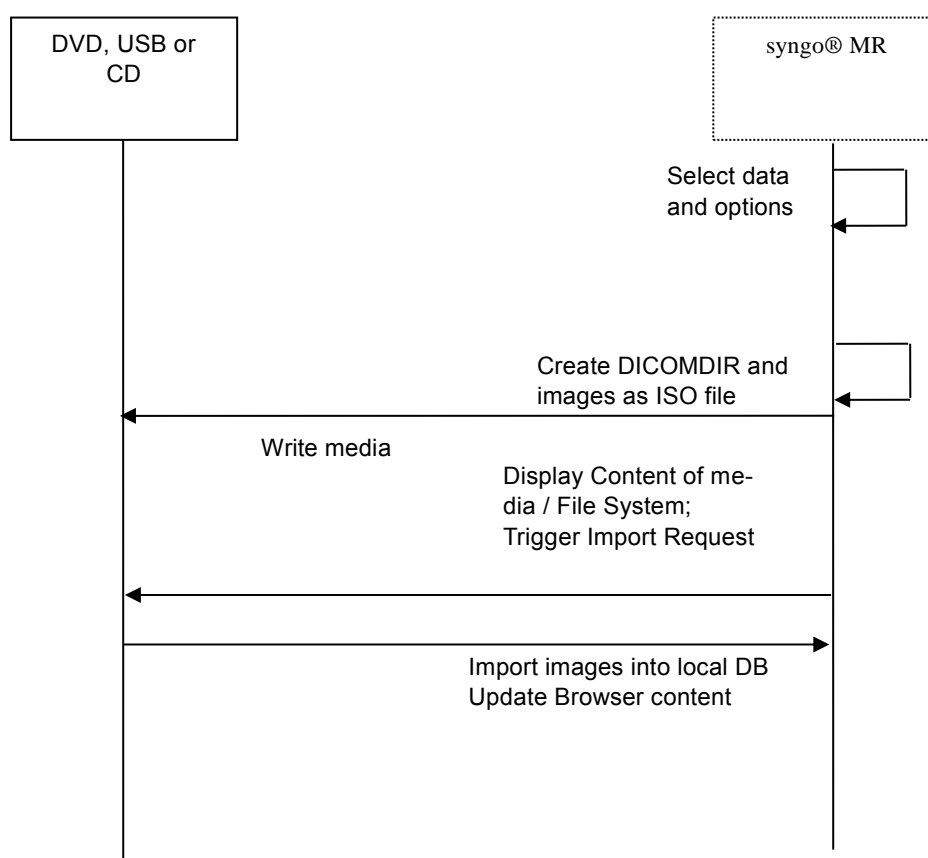 DVD, USB or
CD
syngo® MR
Select data
and options
Create DICOMDIR and
images as ISO file
Write media
Display Content of me-
dia / File System;
Trigger Import Request
Import images into local DB
Update Browser content